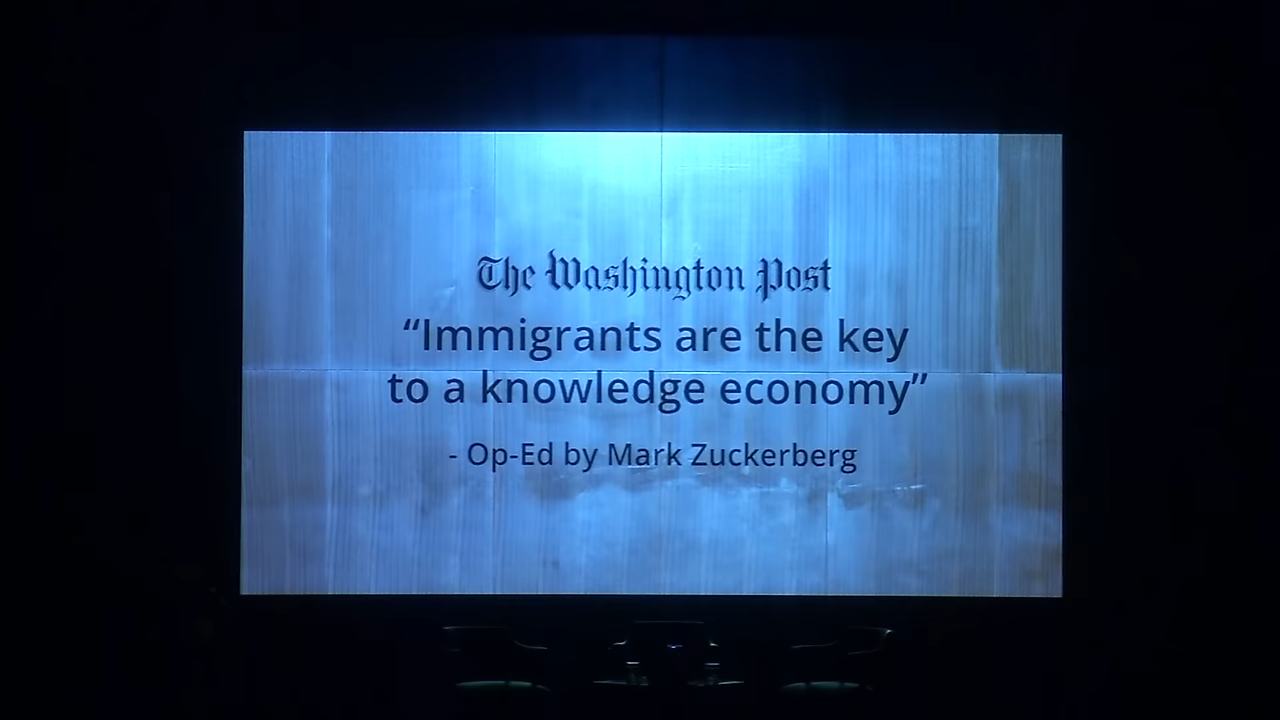 The Washington Post
“Immigrants are the key
to a knowledge economy”
- Op-Ed by Mark Zuckerberg